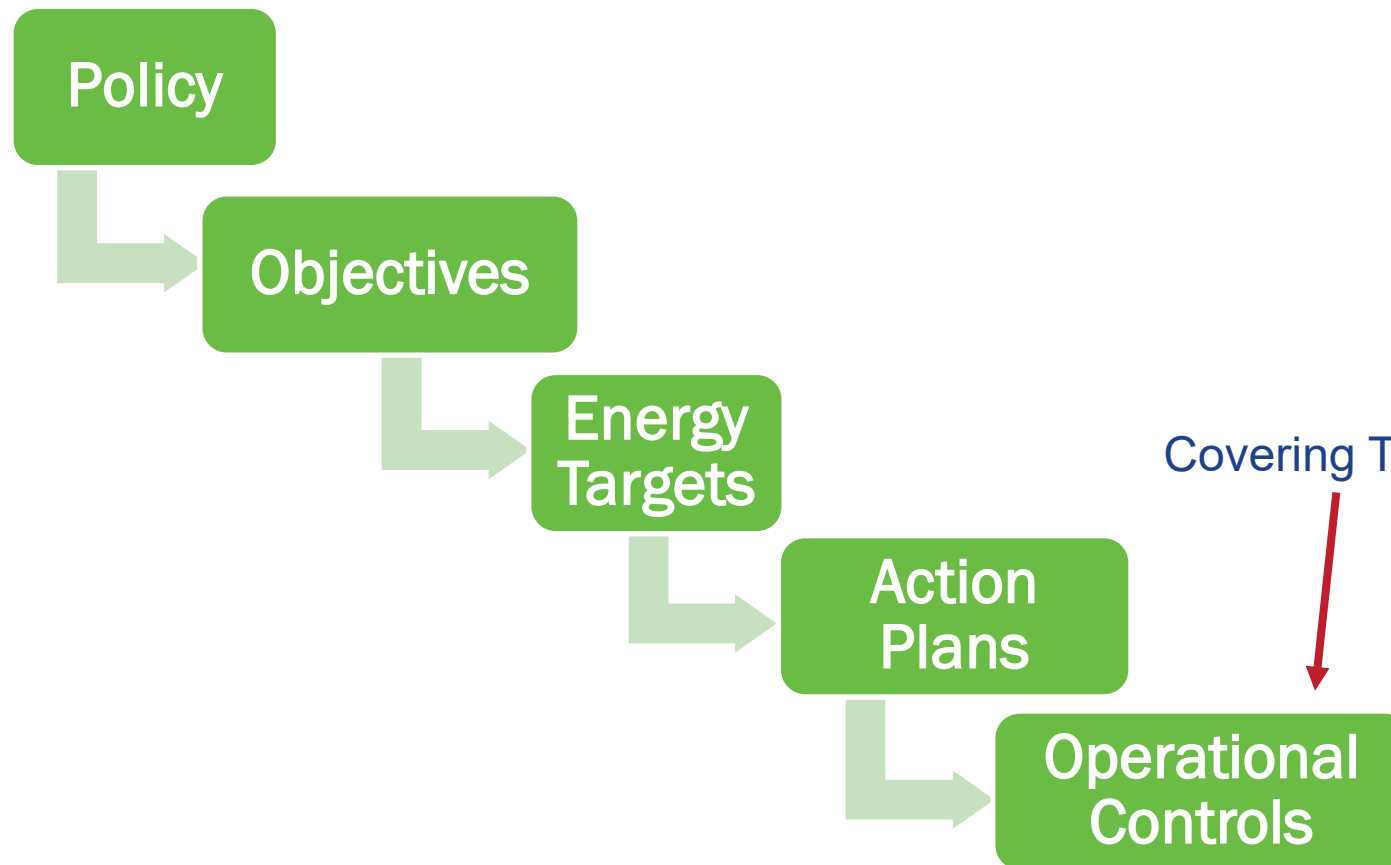 Policy
Objectives
Energy
Targets
Covering T
Action
Plans
Operational
Controls